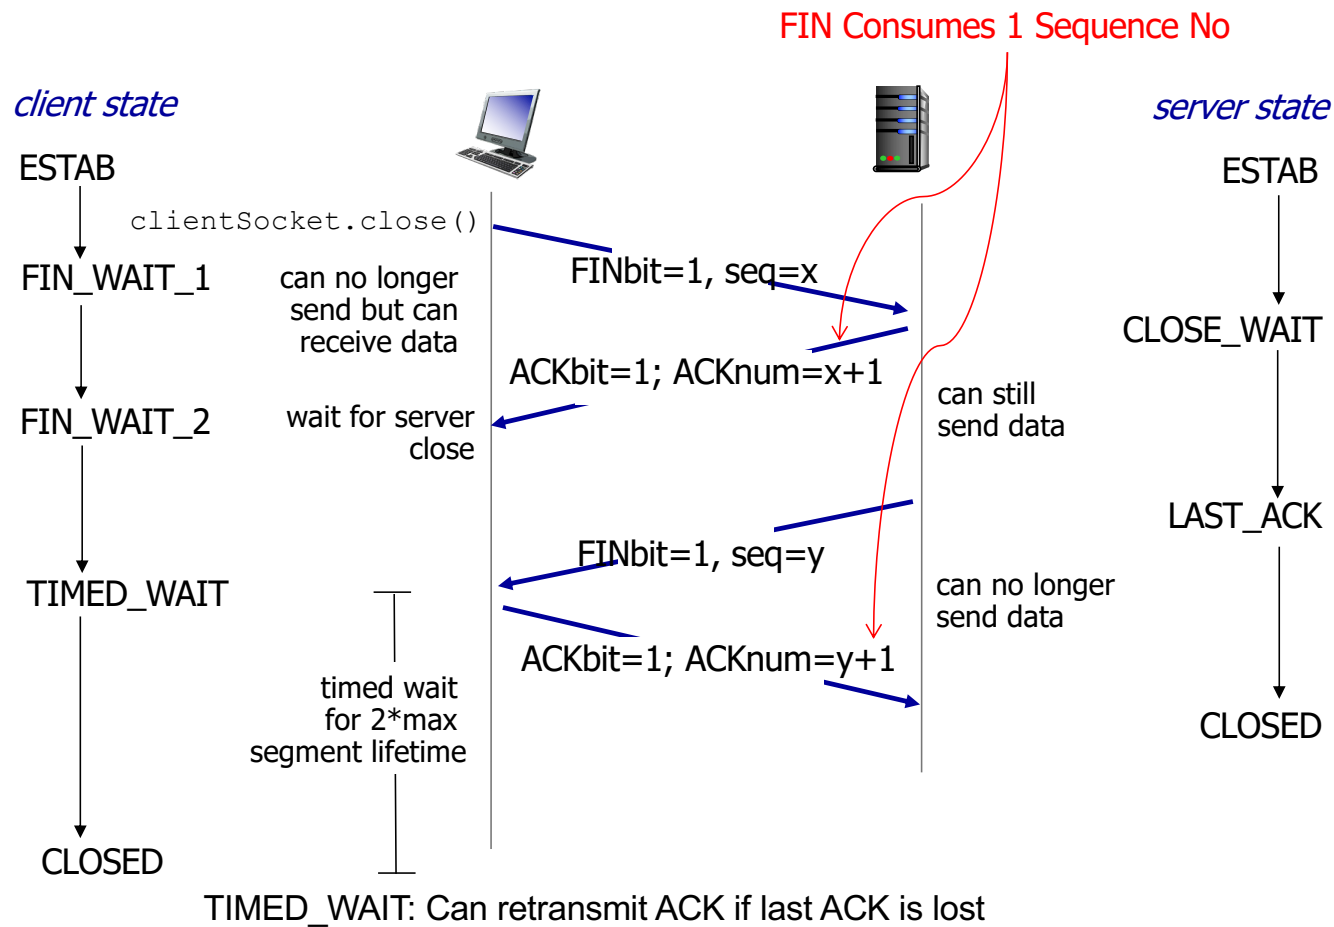 FIN Consumes 1 Sequence No
client state
server state
ESTAB
ESTAB
clientSocket.close()
FINbit=1, seq=x
FIN_WAIT_1
can no longer
send but can
receive data
CLOSE_WAIT
ACKbit=1; ACKnum=x+1
FIN_WAIT_2
wait for server
close
can still
send data
LAST_ACK
FINbit=1, seq=y
TIMED_WAIT
can no longer
send data
ACKbit=1; ACKnum=y+1
timed wait
for 2*max
segment lifetime
CLOSED
CLOSED
TIMED_WAIT: Can retransmit ACK if last ACK is lost